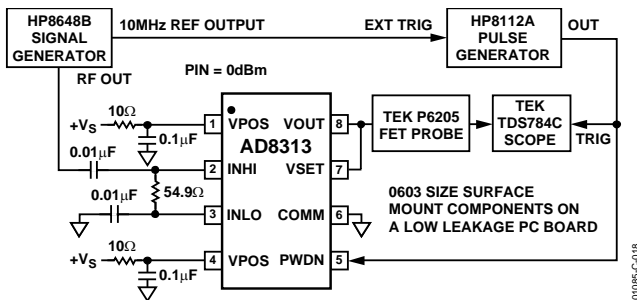 HP8648B
SIGNAL
GENERATOR
10MHz REF OUTPUT
EXT TRIG
HP8112A
PULSE
GENERATOR
OUT
RF OUT
PIN = 0dBm
+VS
10Ω
0.1μF
0.01μF
54.9Ω
0.01μF
+VS
10Ω
0.1μF
1 VPOS
2 INHI
3 INLO
4 VPOS
AD8313
VOUT 8
VSET 7
COMM 6
PWDN 5
TEK P6205
FET PROBE
TEK
TDS784C
SCOPE
TRIG
0603 SIZE SURFACE
MOUNT COMPONENTS ON
A LOW LEAKAGE PC BOARD
01085-C-018